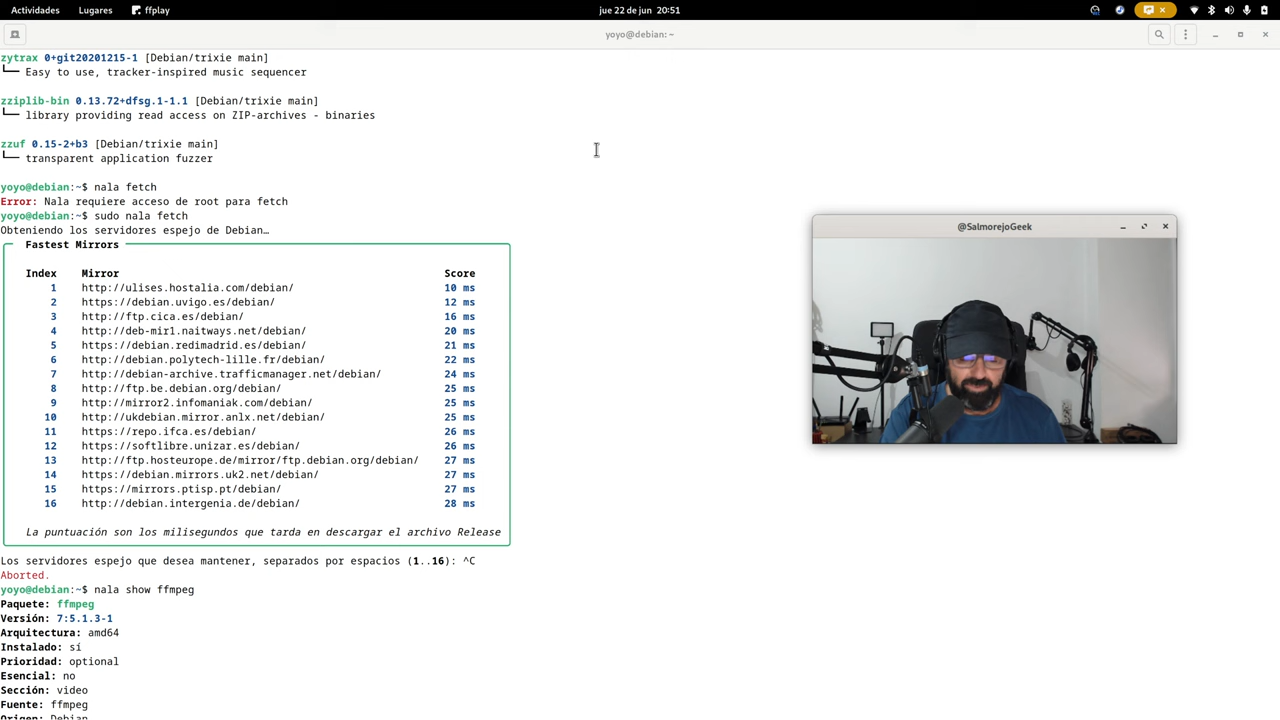 Actividades Lugares ffplay jue 22 de jun 20:51
yoyo@debian: ~
zytrax 0+git20201215-1 [Debian/trixie main]
└── Easy to use, tracker-inspired music sequencer
zziplib-bin 0.13.72+dfsg.1-1.1 [Debian/trixie main]
└── library providing read access on ZIP-archives - binaries
zzuf 0.15-2+b3 [Debian/trixie main]
└── transparent application fuzzer
yoyo@debian:~$ nala fetch
Error: Nala requiere acceso de root para fetch
yoyo@debian:~$ sudo nala fetch
Obteniendo los servidores espejo de Debian…
Fastest Mirrors
Index Mirror Score
1 http://ulises.hostalia.com/debian/ 10 ms
2 https://debian.uvigo.es/debian/ 12 ms
3 http://ftp.cica.es/debian/ 16 ms
4 http://deb-mir1.naitways.net/debian/ 20 ms
5 https://debian.redimadrid.es/debian/ 21 ms
6 http://debian.polytech-lille.fr/debian/ 22 ms
7 http://debian-archive.trafficmanager.net/debian/ 24 ms
8 http://ftp.be.debian.org/debian/ 25 ms
9 http://mirror2.infomaniak.com/debian/ 25 ms
10 http://ukdebian.mirror.anlx.net/debian/ 25 ms
11 https://repo.ifca.es/debian/ 26 ms
12 https://softlibre.unizar.es/debian/ 26 ms
13 http://ftp.hosteurope.de/mirror/ftp.debian.org/debian/ 27 ms
14 https://debian.mirrors.uk2.net/debian/ 27 ms
15 https://mirrors.ptisp.pt/debian/ 27 ms
16 http://debian.intergenia.de/debian/ 28 ms
La puntuación son los milisegundos que tarda en descargar el archivo Release
Los servidores espejo que desea mantener, separados por espacios (1..16): ^C
Aborted.
yoyo@debian:~$ nala show ffmpeg
Paquete: ffmpeg
Versión: 7:5.1.3-1
Arquitectura: amd64
Instalado: sí
Prioridad: optional
Esencial: no
Sección: video
Fuente: ffmpeg
Origen: Debian
@SalmorejoGeek